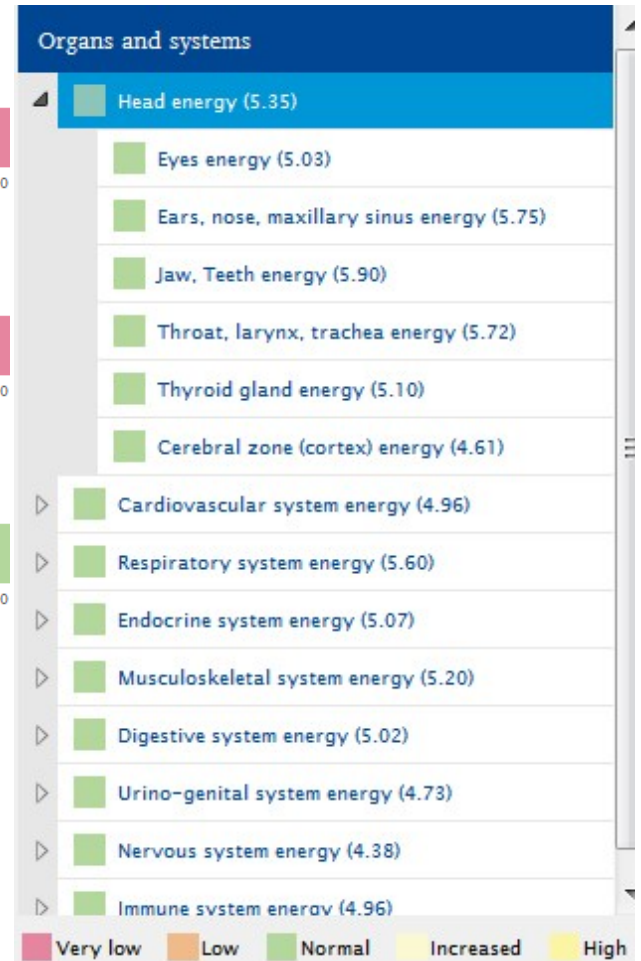 Organs and systems
Head energy (5.35)
Eyes energy (5.03)
0
Ears, nose, maxillary sinus energy (5.75)
Jaw, Teeth energy (5.90)
Throat, larynx, trachea energy (5.72)
Thyroid gland energy (5.10)
0
Cerebral zone (cortex) energy (4.61)
Cardiovascular system energy (4.96)
Respiratory system energy (5.60)
0
Endocrine system energy (5.07)
Musculoskeletal system energy (5.20)
Digestive system energy (5.02)
Urino-genital system energy (4.73)
Nervous system energy (4.38)
Immune system energy (4.96)
Very low Low Normal Increased High